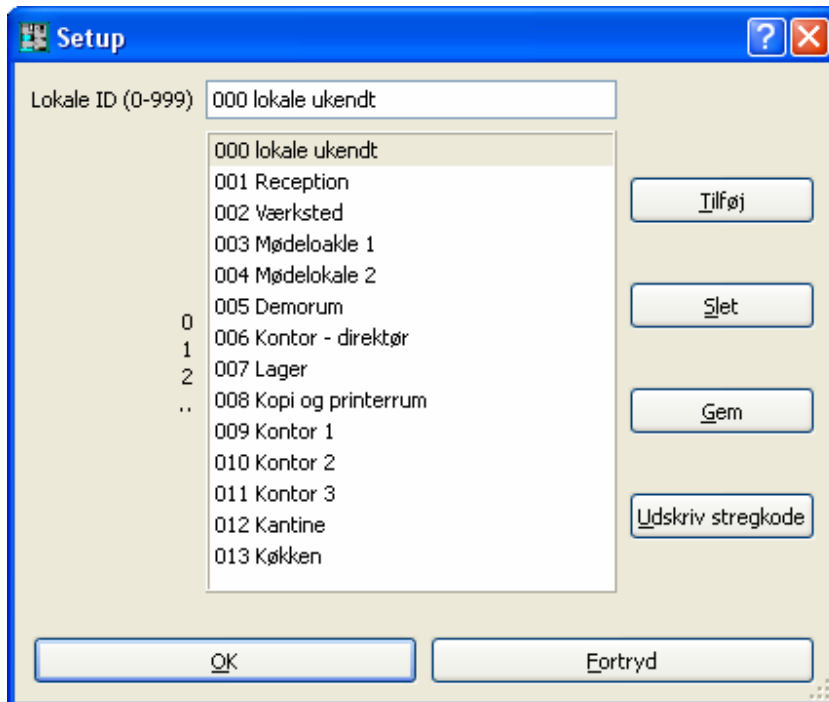 Setup
Lokale ID (0-999)
000 lokale ukendt
000 lokale ukendt
001 Reception
002 Værksted
003 Mødeloakle 1
004 Mødelokale 2
005 Demorum
006 Kontor - direktør
007 Lager
008 Kopi og printerrum
009 Kontor 1
010 Kontor 2
011 Kontor 3
012 Kantine
013 Køkken
0
1
2
..
Tilføj
Slet
Gem
Udskriv stregkode
OK
Fortryd